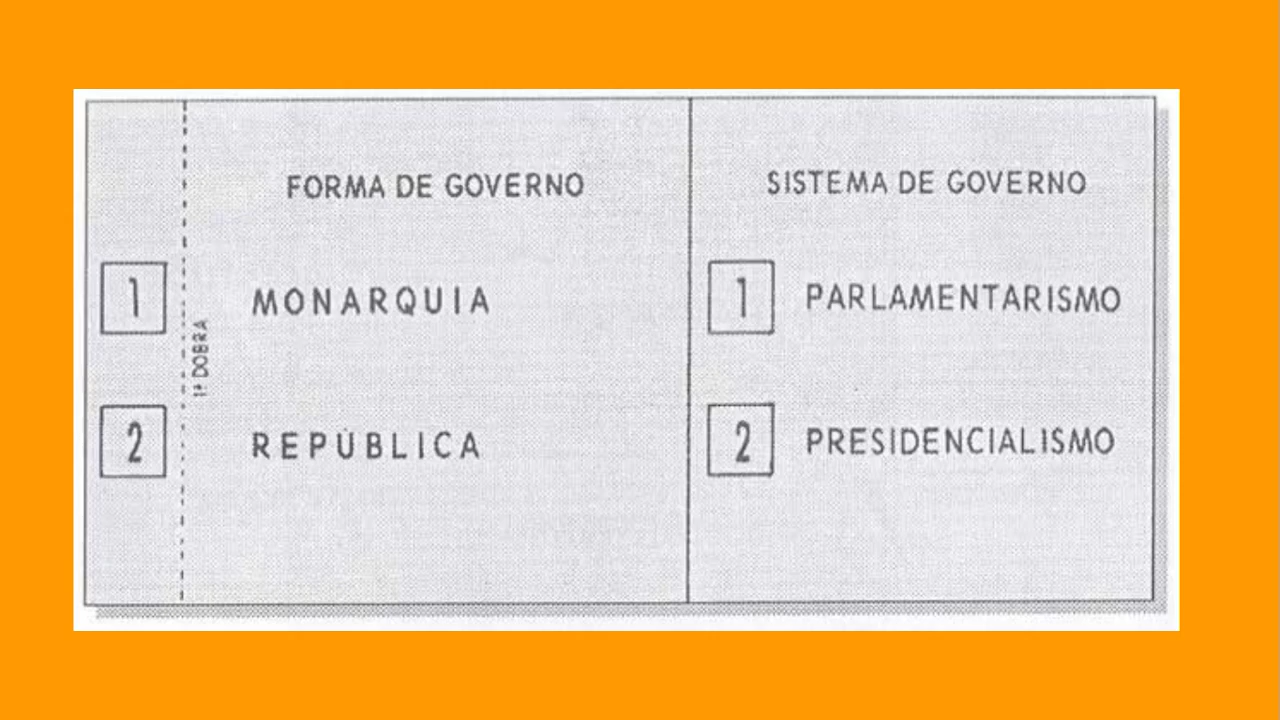 FORMA DE GOVERNO
1 MONARQUIA
1ª DOBRA
2 REPÚBLICA
SISTEMA DE GOVERNO
1 PARLAMENTARISMO
2 PRESIDENCIALISMO